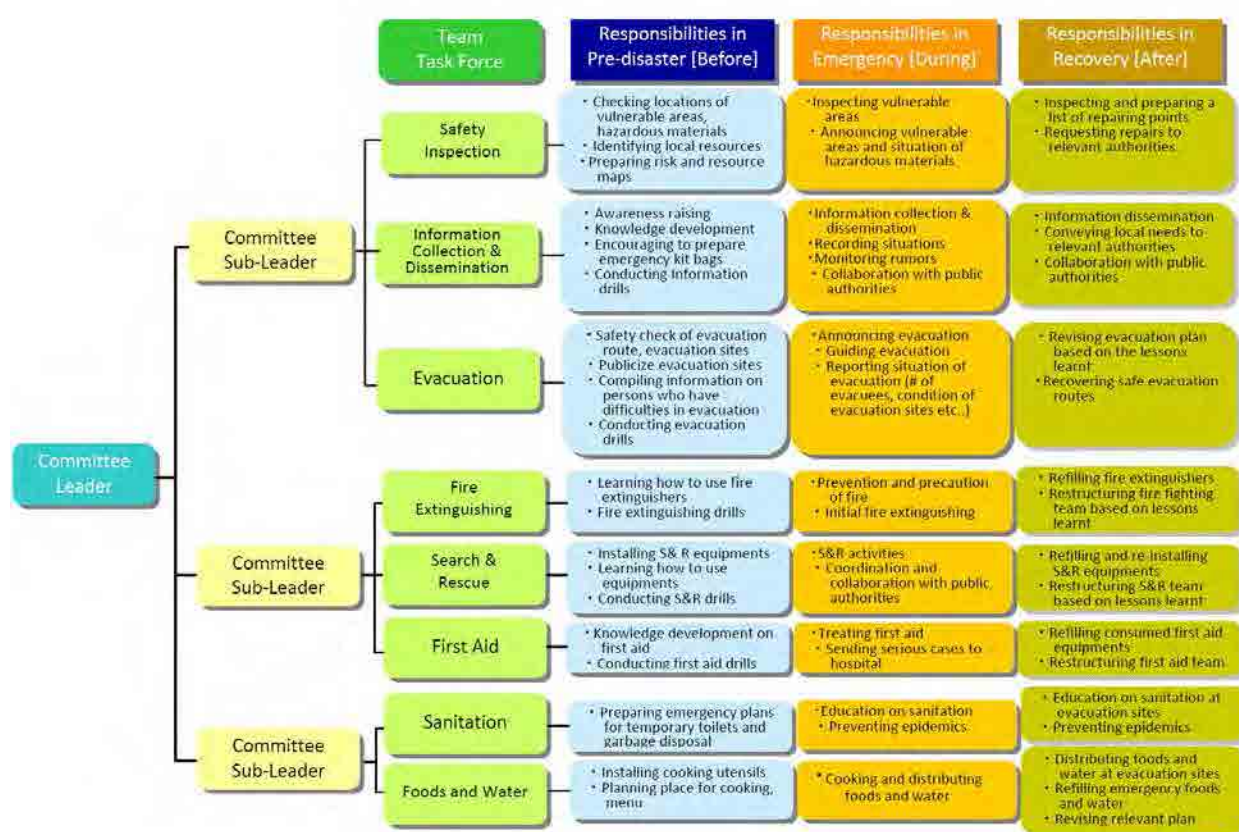 Team
Task Force
Responsibilities in
Pre-disaster [Before]
Responsibilities in
Emergency [During]
Responsibilities in
Recovery [After]
Committee
Leader
Committee
Sub-Leader
Safety
Inspection
・Checking locations of
vulnerable areas,
hazardous materials
・Identifying local resources
・Preparing risk and resource
maps
・Inspecting vulnerable
areas
・Announcing vulnerable
areas and situation of
hazardous materials
・Inspecting and preparing a
list of repairing points
・Requesting repairs to
relevant authorities
Information
Collection &
Dissemination
・Awareness raising
・Knowledge development
・Encouraging to prepare
emergency kit bags
・Conducting Information
drills
・Information collection &
dissemination
・Recording situations
・Monitoring rumors
・Collaboration with public
authorities
・Information dissemination
・Conveying local needs to
relevant authorities
・Collaboration with public
authorities
Evacuation
・Safety check of evacuation
route, evacuation sites
・Publicize evacuation sites
・Compiling information on
persons who have
difficulties in evacuation
・Conducting evacuation
drills
・Announcing evacuation
・Guiding evacuation
・Reporting situation of
evacuation (# of
evacuees, condition of
evacuation sites etc..)
・Revising evacuation plan
based on the lessons
learnt
・Recovering safe evacuation
routes
Committee
Sub-Leader
Fire
Extinguishing
・Learning how to use fire
extinguishers
・Fire extinguishing drills
・Prevention and precaution
of fire
・Initial fire extinguishing
・Refilling fire extinguishers
・Restructuring fire fighting
team based on lessons
learnt
Search &
Rescue
・Installing S& R equipments
・Learning how to use
equipments
・Conducting S&R drills
・S&R activities
・Coordination and
collaboration with public
authorities
・Refilling and re-installing
S&R equipments
・Restructuring S&R team
based on lessons learnt
First Aid
・Knowledge development on
first aid
・Conducting first aid drills
・Treating first aid
・Sending serious cases to
hospital
・Refilling consumed first aid
equipments
・Restructuring first aid team
Committee
Sub-Leader
Sanitation
・Preparing emergency plans
for temporary toilets and
garbage disposal
・Education on sanitation
・Preventing epidemics
・Education on sanitation at
evacuation sites
・Preventing epidemics
Foods and Water
・Installing cooking utensils
・Planning place for cooking,
menu
・Cooking and distributing
foods and water
・Distributing foods and
water at evacuation sites
・Refilling emergency foods
and water
・Revising relevant plan